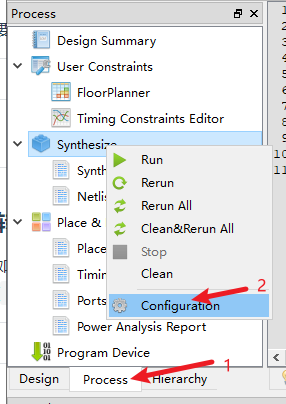 Process
Design Summary
User Constraints
FloorPlanner
Timing Constraints Editor
Synthesize
Run
Synth
Rerun
Netlis
Rerun All
Place &
Clean&Rerun All
Place
Stop
Timin
Clean
Ports
Configuration
2
Power Analysis Report
Program Device
1
Design
Process
Hierarchy
1
2
3
4
5
6
7
8
9
10
11